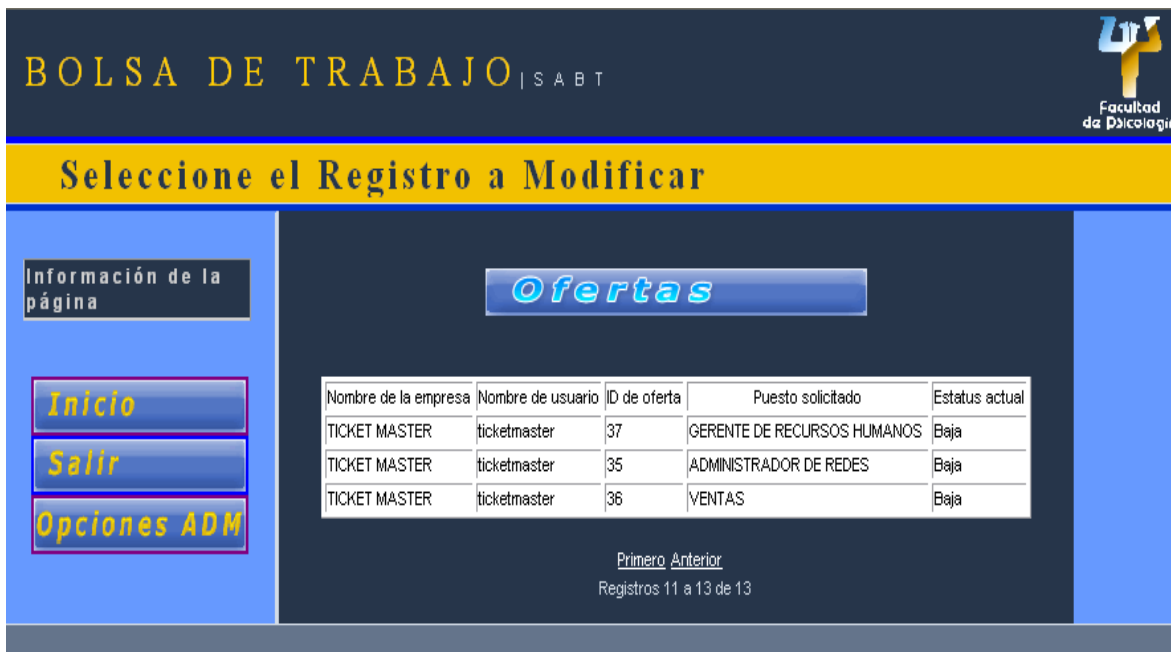 BOLSA DE TRABAJO | SABT
Facultad
de Psicología
Seleccione el Registro a Modificar
Información de la
página
Ofertas
Inicio
Salir
Opciones ADM
Nombre de la empresa Nombre de usuario ID de oferta Puesto solicitado Estatus actual
TICKET MASTER ticketmaster 37 GERENTE DE RECURSOS HUMANOS Baja
TICKET MASTER ticketmaster 35 ADMINISTRADOR DE REDES Baja
TICKET MASTER ticketmaster 36 VENTAS Baja
Primero Anterior
Registros 11 a 13 de 13